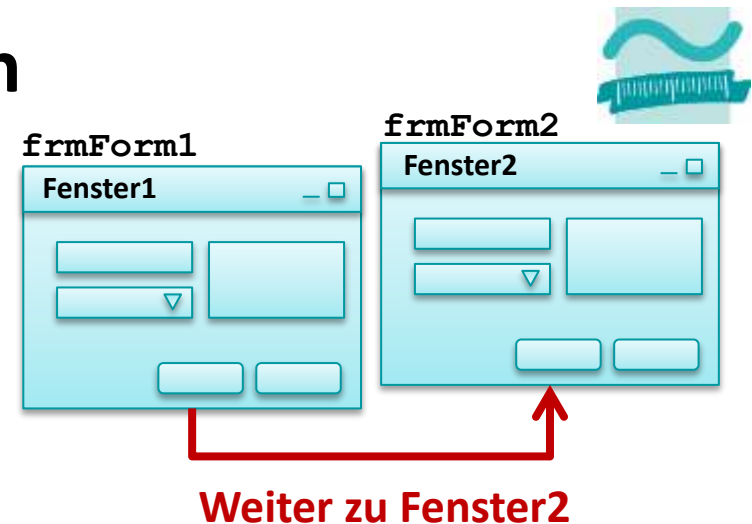 n
frmForm1
frmForm2
Fenster1
Fenster2
Weiter zu Fenster2